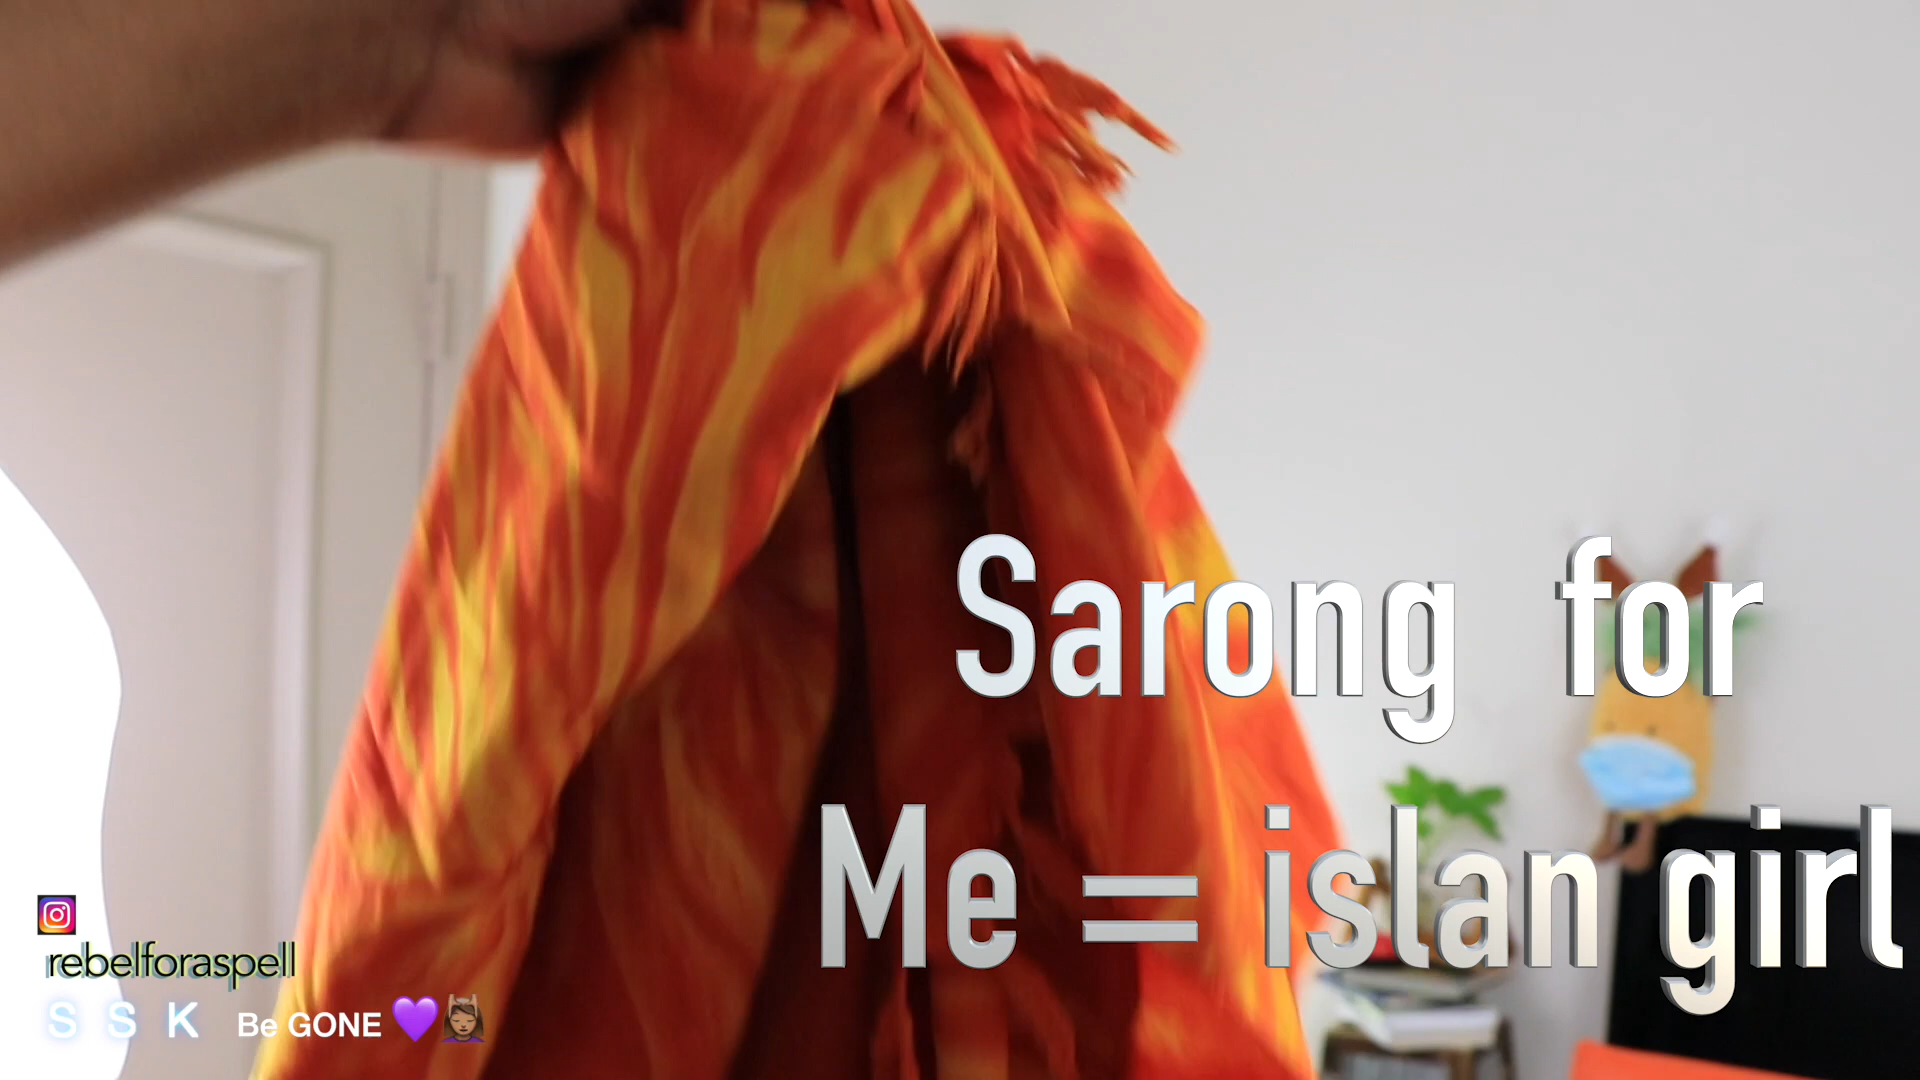 Sarong for
Me = islan girl
rebelforaspell
S S K Be GONE 💜💆🏽‍♀️